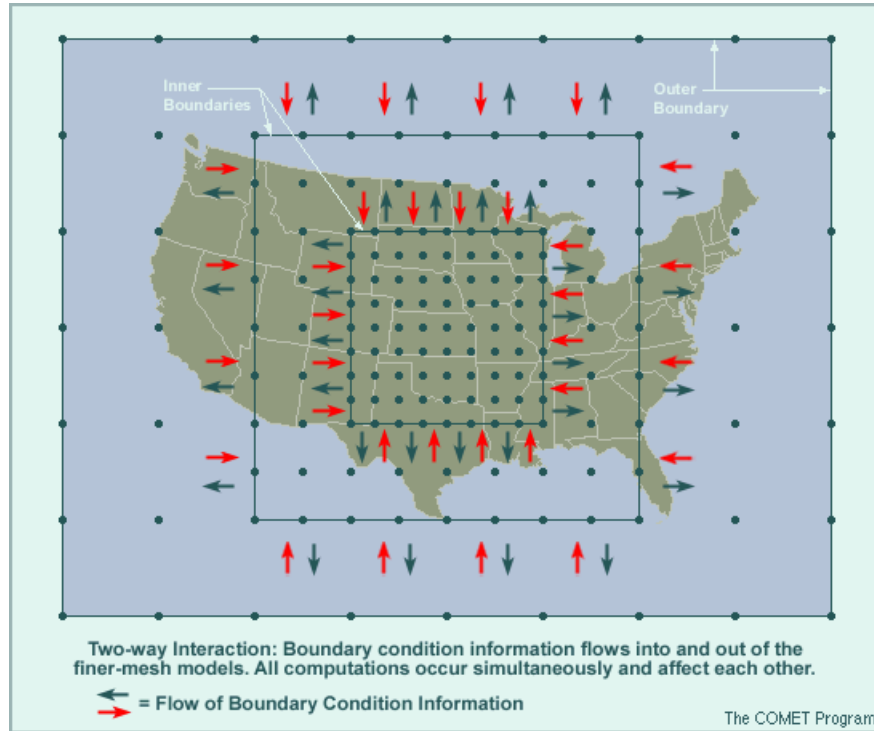 Inner
Boundaries
Outer
Boundary
Two-way Interaction: Boundary condition information flows into and out of the
finer-mesh models. All computations occur simultaneously and affect each other.
= Flow of Boundary Condition Information
The COMET Program